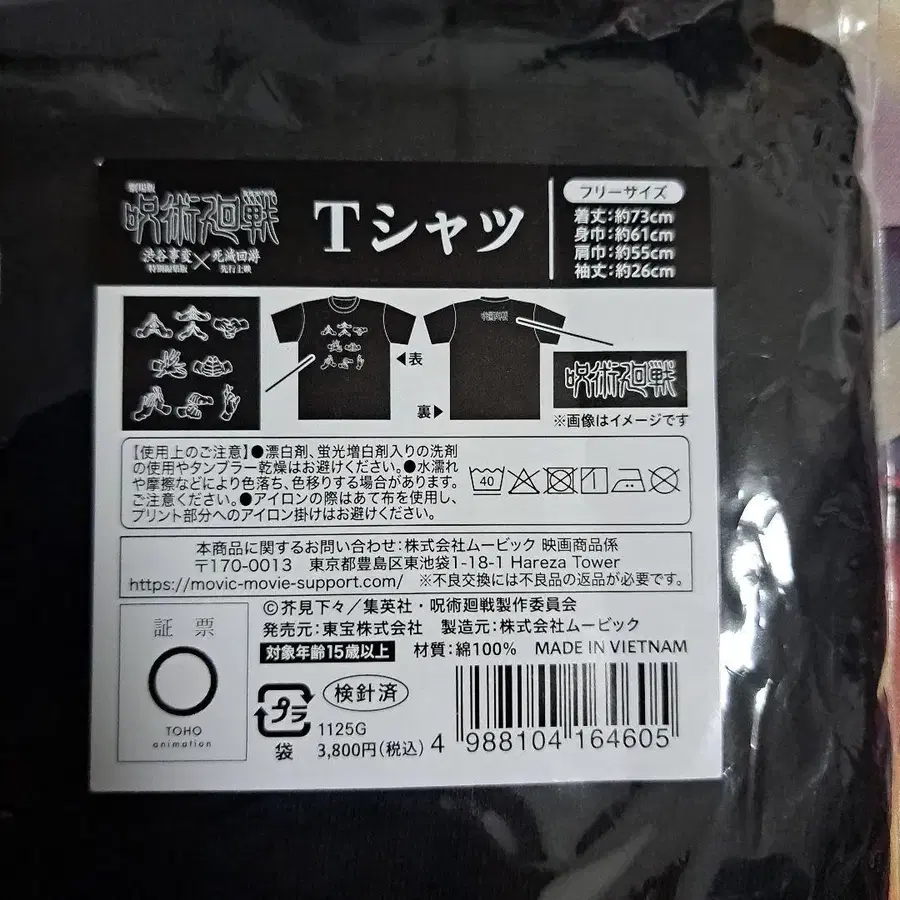 劇場版
呪術廻戦
渋谷事変 特別編集版 × 死滅回游 先行上映
Tシャツ
フリーサイズ
着丈:約73cm
身巾:約61cm
肩巾:約55cm
袖丈:約26cm
◀表
裏▶
呪術廻戦
呪術廻戦
※画像はイメージです
【使用上のご注意】●漂白剤、蛍光増白剤入りの洗剤
の使用やタンブラー乾燥はお避けください。●水濡れ
や摩擦などにより色落ち、色移りする場合があります。
ご注意ください。●アイロンの際はあて布を使用し、
プリント部分へのアイロン掛けはお避けください。
40
本商品に関するお問い合わせ:株式会社ムービック 映画商品係
〒170-0013 東京都豊島区東池袋1-18-1 Hareza Tower
https://movic-movie-support.com/ ※不良交換には不良品の返品が必要です。
証票
TOHO
animation
©芥見下々/集英社・呪術廻戦製作委員会
発売元:東宝株式会社 製造元:株式会社ムービック
対象年齢15歳以上 材質:綿100% MADE IN VIETNAM
プラ
袋
検針済
1125G
3,800円(税込)
4 988104 164605